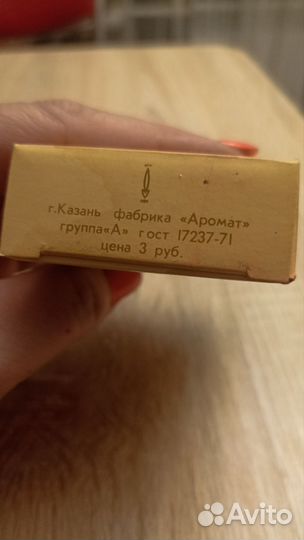 г.Казань фабрика «Аромат»
группа«А» гост 17237-71
цена 3 руб.
Avito